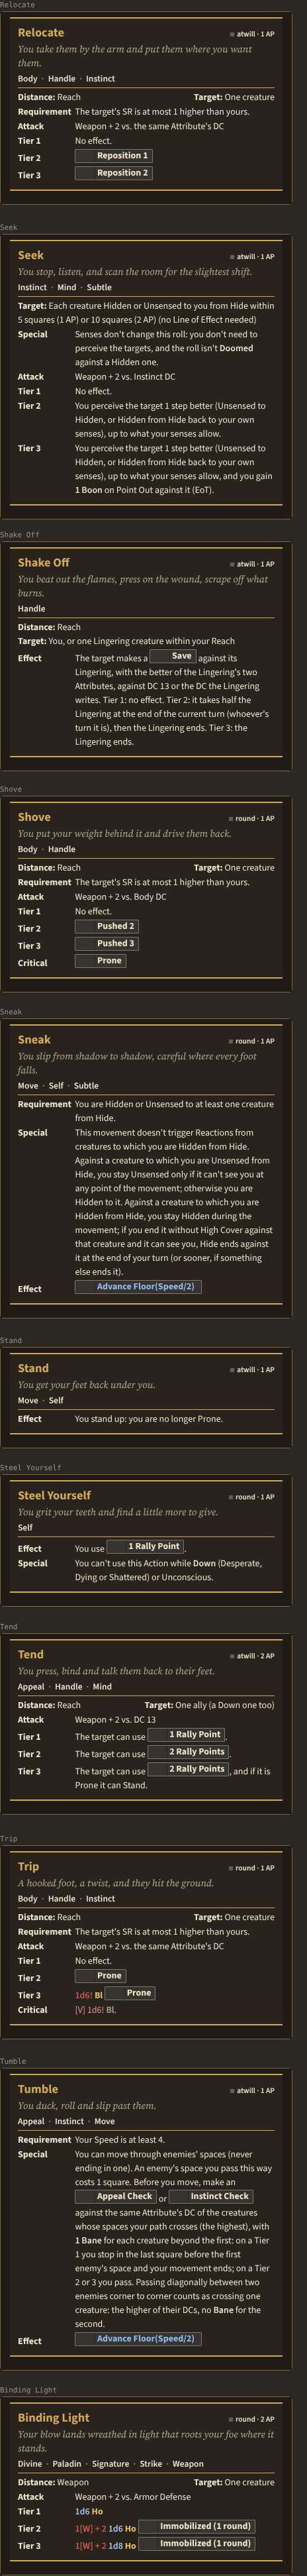 Relocate
Relocate
atwill · 1 AP
You take them by the arm and put them where you want
them.
Body · Handle · Instinct
Distance: Reach Target: One creature
Requirement The target's SR is at most 1 higher than yours.
Attack Weapon + 2 vs. the same Attribute's DC
Tier 1 No effect.
Tier 2 Reposition 1
Tier 3 Reposition 2
Seek
Seek
atwill · 1 AP
You stop, listen, and scan the room for the slightest shift.
Instinct · Mind · Subtle
Target: Each creature Hidden or Unsensed to you from Hide within
5 squares (1 AP) or 10 squares (2 AP) (no Line of Effect needed)
Special Senses don't change this roll: you don't need to
perceive the targets, and the roll isn't Doomed
against a Hidden one.
Attack Weapon + 2 vs. Instinct DC
Tier 1 No effect.
Tier 2 You perceive the target 1 step better (Unsensed to
Hidden, or Hidden from Hide back to your own
senses), up to what your senses allow.
Tier 3 You perceive the target 1 step better (Unsensed to
Hidden, or Hidden from Hide back to your own
senses), up to what your senses allow, and you gain
1 Boon on Point Out against it (EoT).
Shake Off
Shake Off
atwill · 1 AP
You beat out the flames, press on the wound, scrape off what
burns.
Handle
Distance: Reach
Target: You, or one Lingering creature within your Reach
Effect The target makes a Save against its
Lingering, with the better of the Lingering's two
Attributes, against DC 13 or the DC the Lingering
writes. Tier 1: no effect. Tier 2: it takes half the
Lingering at the end of the current turn (whoever's
turn it is), then the Lingering ends. Tier 3: the
Lingering ends.
Shove
Shove
round · 1 AP
You put your weight behind it and drive them back.
Body · Handle
Distance: Reach Target: One creature
Requirement The target's SR is at most 1 higher than yours.
Attack Weapon + 2 vs. Body DC
Tier 1 No effect.
Tier 2 Pushed 2
Tier 3 Pushed 3
Critical Prone
Sneak
Sneak
round · 1 AP
You slip from shadow to shadow, careful where every foot
falls.
Move · Self · Subtle
Requirement You are Hidden or Unsensed to at least one creature
from Hide.
Special This movement doesn't trigger Reactions from
creatures to which you are Hidden from Hide.
Against a creature to which you are Unsensed from
Hide, you stay Unsensed only if it can't see you at
any point of the movement; otherwise you are
Hidden to it. Against a creature to which you are
Hidden from Hide, you stay Hidden during the
movement; if you end it without High Cover against
that creature and it can see you, Hide ends against
it at the end of your turn (or sooner, if something
else ends it).
Effect Advance Floor(Speed/2)
Stand
Stand
atwill · 1 AP
You get your feet back under you.
Move · Self
Effect You stand up: you are no longer Prone.
Steel Yourself
Steel Yourself
round · 1 AP
You grit your teeth and find a little more to give.
Self
Effect You use 1 Rally Point.
Special You can't use this Action while Down (Desperate,
Dying or Shattered) or Unconscious.
Tend
Tend
atwill · 2 AP
You press, bind and talk them back to their feet.
Appeal · Handle · Mind
Distance: Reach Target: One ally (a Down one too)
Attack Weapon + 2 vs. DC 13
Tier 1 The target can use 1 Rally Point.
Tier 2 The target can use 2 Rally Points.
Tier 3 The target can use 2 Rally Points, and if it is
Prone it can Stand.
Trip
Trip
round · 1 AP
A hooked foot, a twist, and they hit the ground.
Body · Handle · Instinct
Distance: Reach Target: One creature
Requirement The target's SR is at most 1 higher than yours.
Attack Weapon + 2 vs. the same Attribute's DC
Tier 1 No effect.
Tier 2 Prone
Tier 3 1d6! Bl Prone
Critical [V] 1d6! Bl.
Tumble
Tumble
atwill · 1 AP
You duck, roll and slip past them.
Appeal · Instinct · Move
Requirement Your Speed is at least 4.
Special You can move through enemies' spaces (never
ending in one). An enemy's space you pass this way
costs 1 square. Before you move, make an
Appeal Check or Instinct Check
against the same Attribute's DC of the creatures
whose spaces your path crosses (the highest), with
1 Bane for each creature beyond the first: on a Tier
1 you stop in the last square before the first
enemy's space and your movement ends; on a Tier
2 or 3 you pass. Passing diagonally between two
enemies corner to corner counts as crossing one
creature: the higher of their DCs, no Bane for the
second.
Effect Advance Floor(Speed/2)
Binding Light
Binding Light
round · 2 AP
Your blow lands wreathed in light that roots your foe where it
stands.
Divine · Paladin · Signature · Strike · Weapon
Distance: Weapon Target: One creature
Attack Weapon + 2 vs. Armor Defense
Tier 1 1d6 Ho
Tier 2 1[W] + 2 1d6 Ho Immobilized (1 round)
Tier 3 1[W] + 2 1d8 Ho Immobilized (1 round)